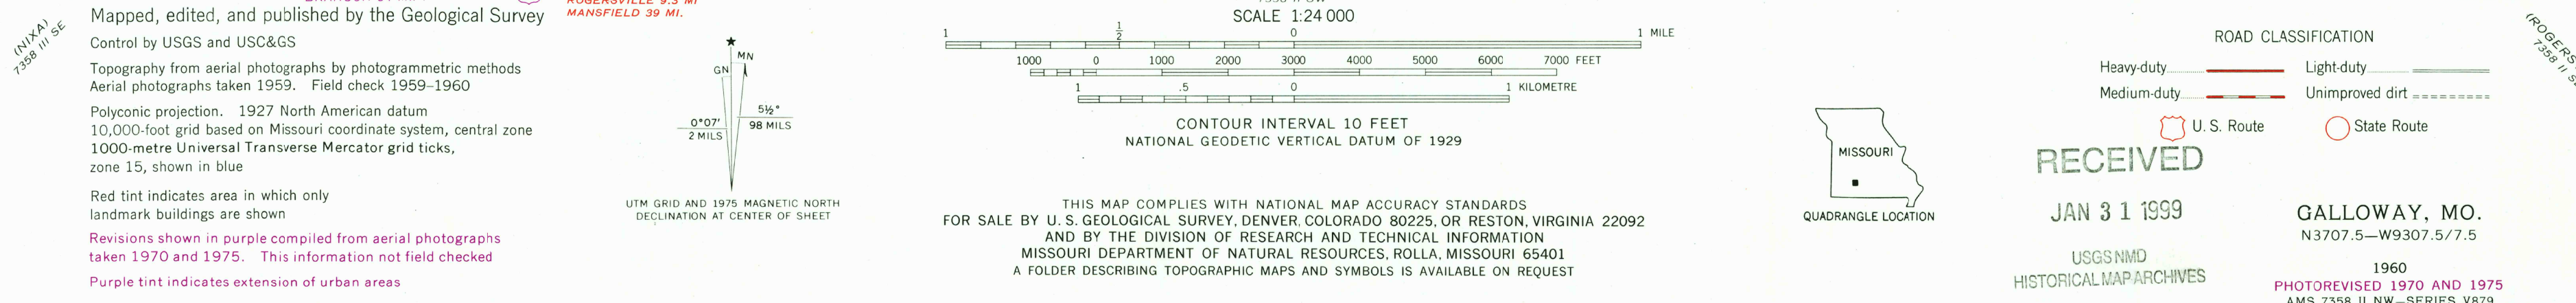 (NIXA)
7358 III SE
Mapped, edited, and published by the Geological Survey
Control by USGS and USC&GS
Topography from aerial photographs by photogrammetric methods
Aerial photographs taken 1959. Field check 1959–1960
Polyconic projection. 1927 North American datum
10,000-foot grid based on Missouri coordinate system, central zone
1000-metre Universal Transverse Mercator grid ticks,
zone 15, shown in blue
Red tint indicates area in which only
landmark buildings are shown
Revisions shown in purple compiled from aerial photographs
taken 1970 and 1975. This information not field checked
Purple tint indicates extension of urban areas
ROGERSVILLE 9.3 MI
MANSFIELD 39 MI.
★
MN
GN
5½°
98 MILS
0°07′
2 MILS
UTM GRID AND 1975 MAGNETIC NORTH
DECLINATION AT CENTER OF SHEET
SCALE 1:24 000
1 ½ 0 1 MILE
1000 0 1000 2000 3000 4000 5000 6000 7000 FEET
1 .5 0 1 KILOMETRE
CONTOUR INTERVAL 10 FEET
NATIONAL GEODETIC VERTICAL DATUM OF 1929
THIS MAP COMPLIES WITH NATIONAL MAP ACCURACY STANDARDS
FOR SALE BY U. S. GEOLOGICAL SURVEY, DENVER, COLORADO 80225, OR RESTON, VIRGINIA 22092
AND BY THE DIVISION OF RESEARCH AND TECHNICAL INFORMATION
MISSOURI DEPARTMENT OF NATURAL RESOURCES, ROLLA, MISSOURI 65401
A FOLDER DESCRIBING TOPOGRAPHIC MAPS AND SYMBOLS IS AVAILABLE ON REQUEST
MISSOURI
QUADRANGLE LOCATION
ROAD CLASSIFICATION
Heavy-duty Light-duty
Medium-duty Unimproved dirt
U. S. Route State Route
RECEIVED
JAN 31 1999
USGS NMD
HISTORICAL MAP ARCHIVES
GALLOWAY, MO.
N3707.5—W9307.5/7.5
1960
PHOTOREVISED 1970 AND 1975
AMS 7358 II NW—SERIES V879
(ROGERS
7358 II S